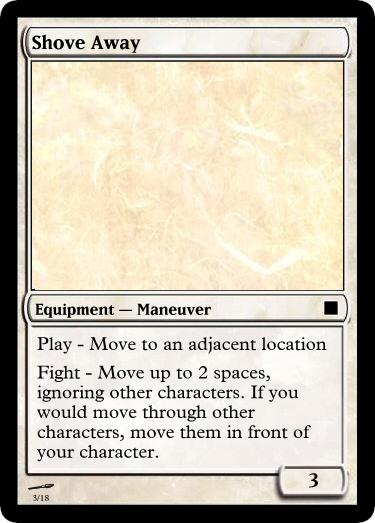 Shove Away
Equipment — Maneuver
Play - Move to an adjacent location
Fight - Move up to 2 spaces,
ignoring other characters. If you
would move through other
characters, move them in front of
your character.
3
3/18